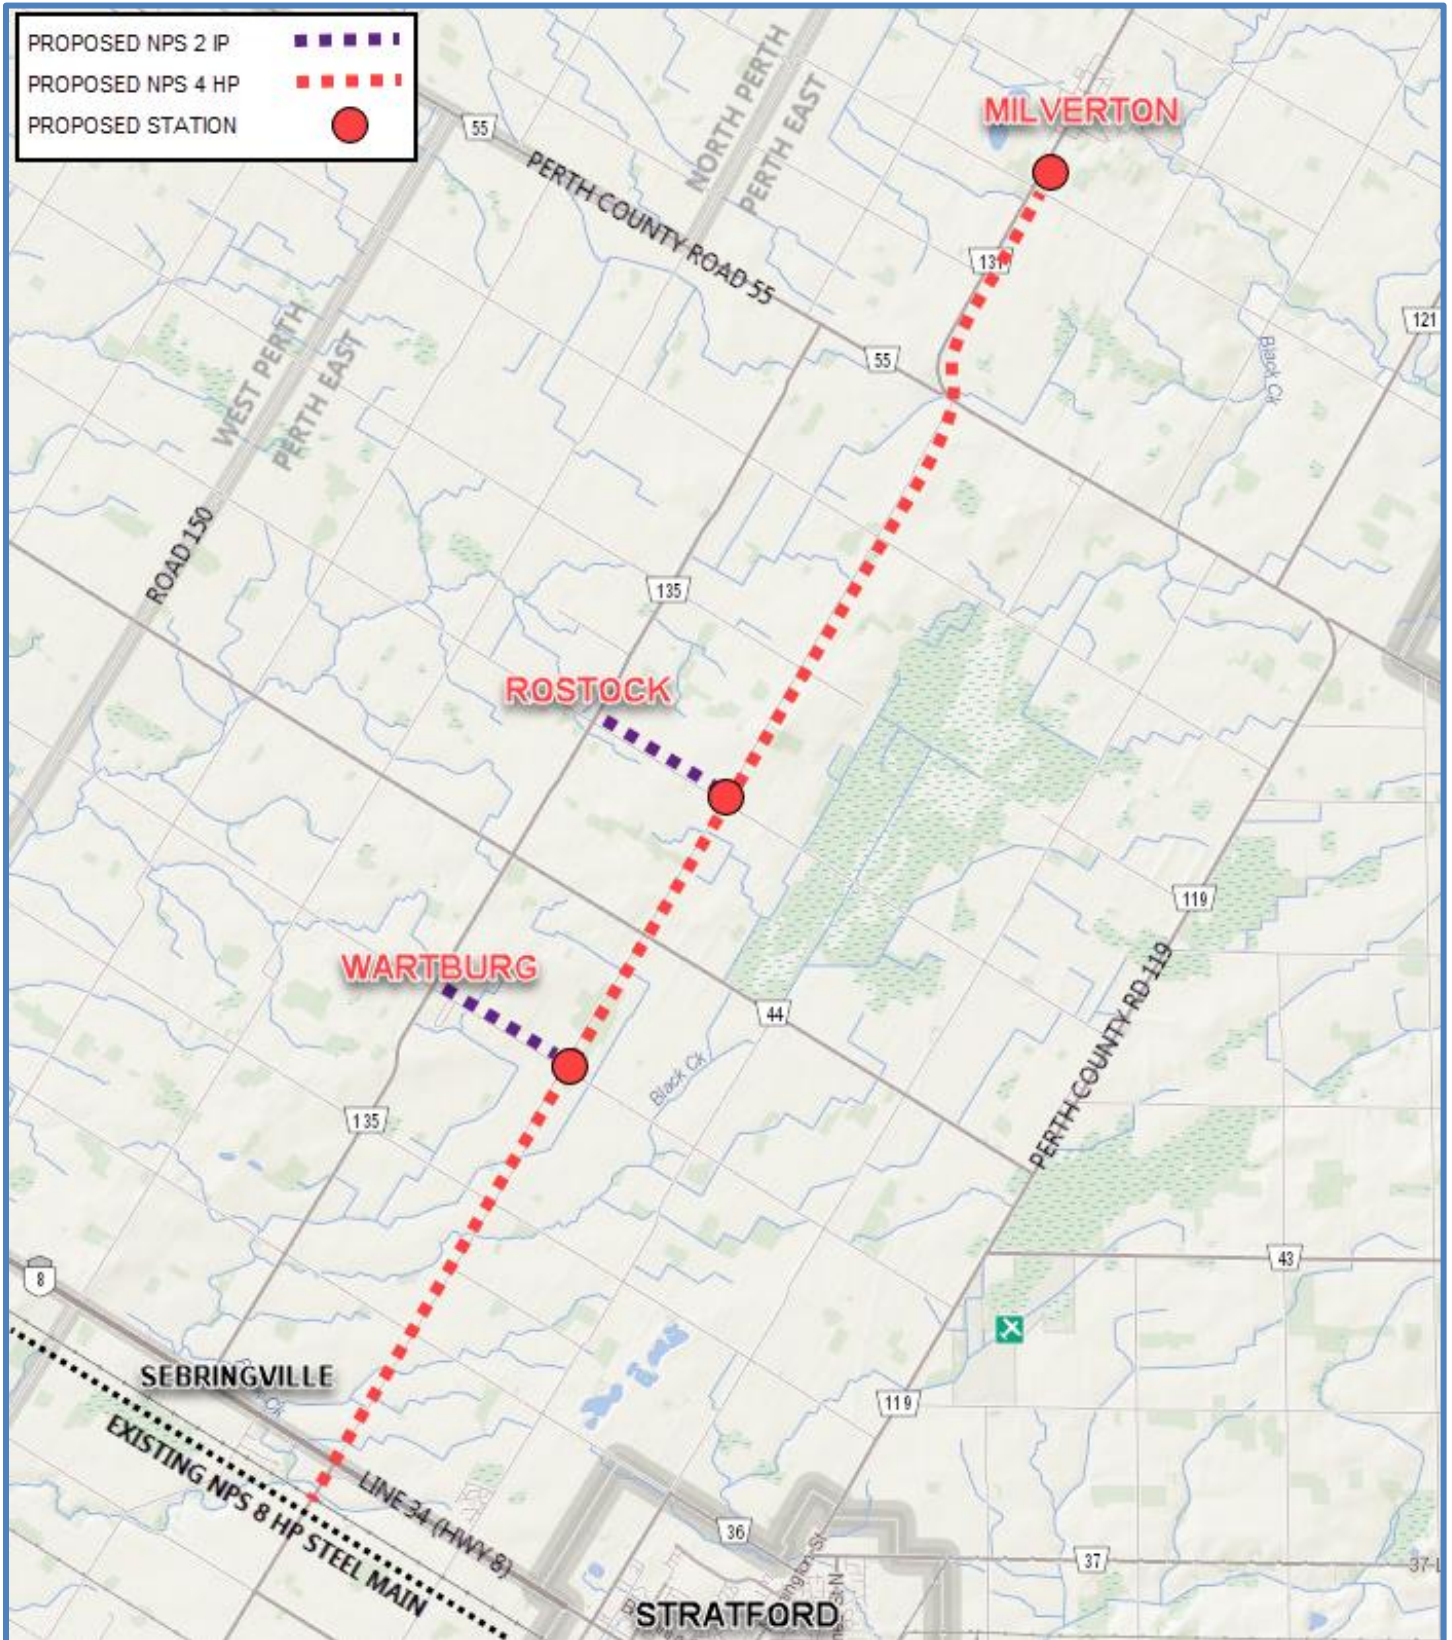 PROPOSED NPS 2 IP
PROPOSED NPS 4 HP
PROPOSED STATION
NORTH PERTH
PERTH EAST
MILVERTON
55
PERTH COUNTY ROAD 55
131
121
WEST PERTH
PERTH EAST
55
Black Ck
ROAD 150
135
ROSTOCK
119
WARTBURG
44
PERTH COUNTY RD 119
Black Ck
135
8
43
SEBRINGVILLE
Ck
119
EXISTING NPS 8 HP STEEL MAIN
LINE 34 (HWY 8)
36
37
STRATFORD